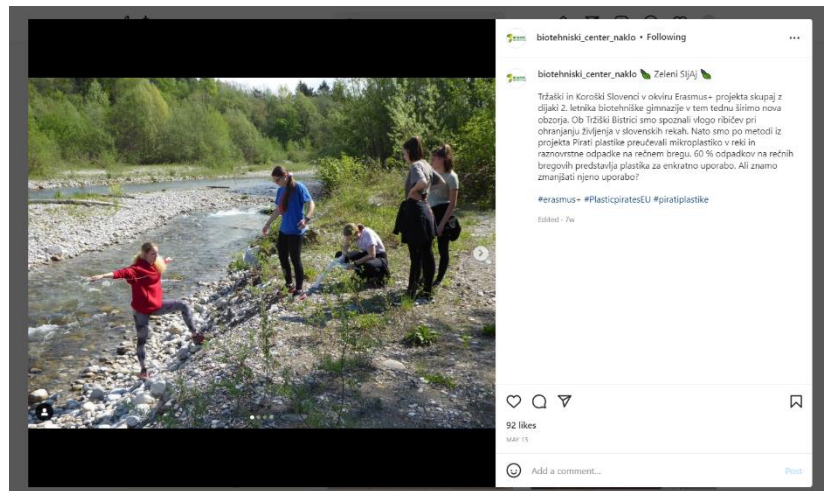 biotehniski_center_naklo • Following
biotehniski_center_naklo Zeleni SljAj
Tržaški in Koroški Slovenci v okviru Erasmus+ projekta skupaj z
dijaki 2. letnika biotehniške gimnazije v tem tednu širimo nova
obzorja. Ob Tržiški Bistrici smo spoznali vlogo ribičev pri
ohranjanju življenja v slovenskih rekah. Nato smo po metodi iz
projekta Pirati plastike preučevali mikroplastiko v reki in
raznovrstne odpadke na rečnem bregu. 60 % odpadkov na rečnih
bregovih predstavlja plastika za enkratno uporabo. Ali znamo
zmanjšati njeno uporabo?
#erasmus+ #PlasticpiratesEU #piratiplastike
Edited · 7w
92 likes
MAY 15
Add a comment...
Post